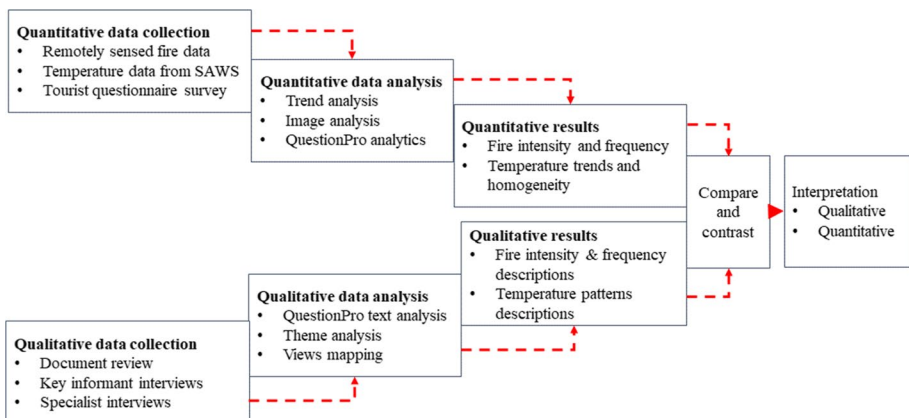 Quantitative data collection
• Remotely sensed fire data
• Temperature data from SAWS
• Tourist questionnaire survey
Quantitative data analysis
• Trend analysis
• Image analysis
• QuestionPro analytics
Quantitative results
• Fire intensity and frequency
• Temperature trends and
homogeneity
Compare
and
contrast
Interpretation
• Qualitative
• Quantitative
Qualitative results
• Fire intensity & frequency
descriptions
• Temperature patterns
descriptions
Qualitative data analysis
• QuestionPro text analysis
• Theme analysis
• Views mapping
Qualitative data collection
• Document review
• Key informant interviews
• Specialist interviews